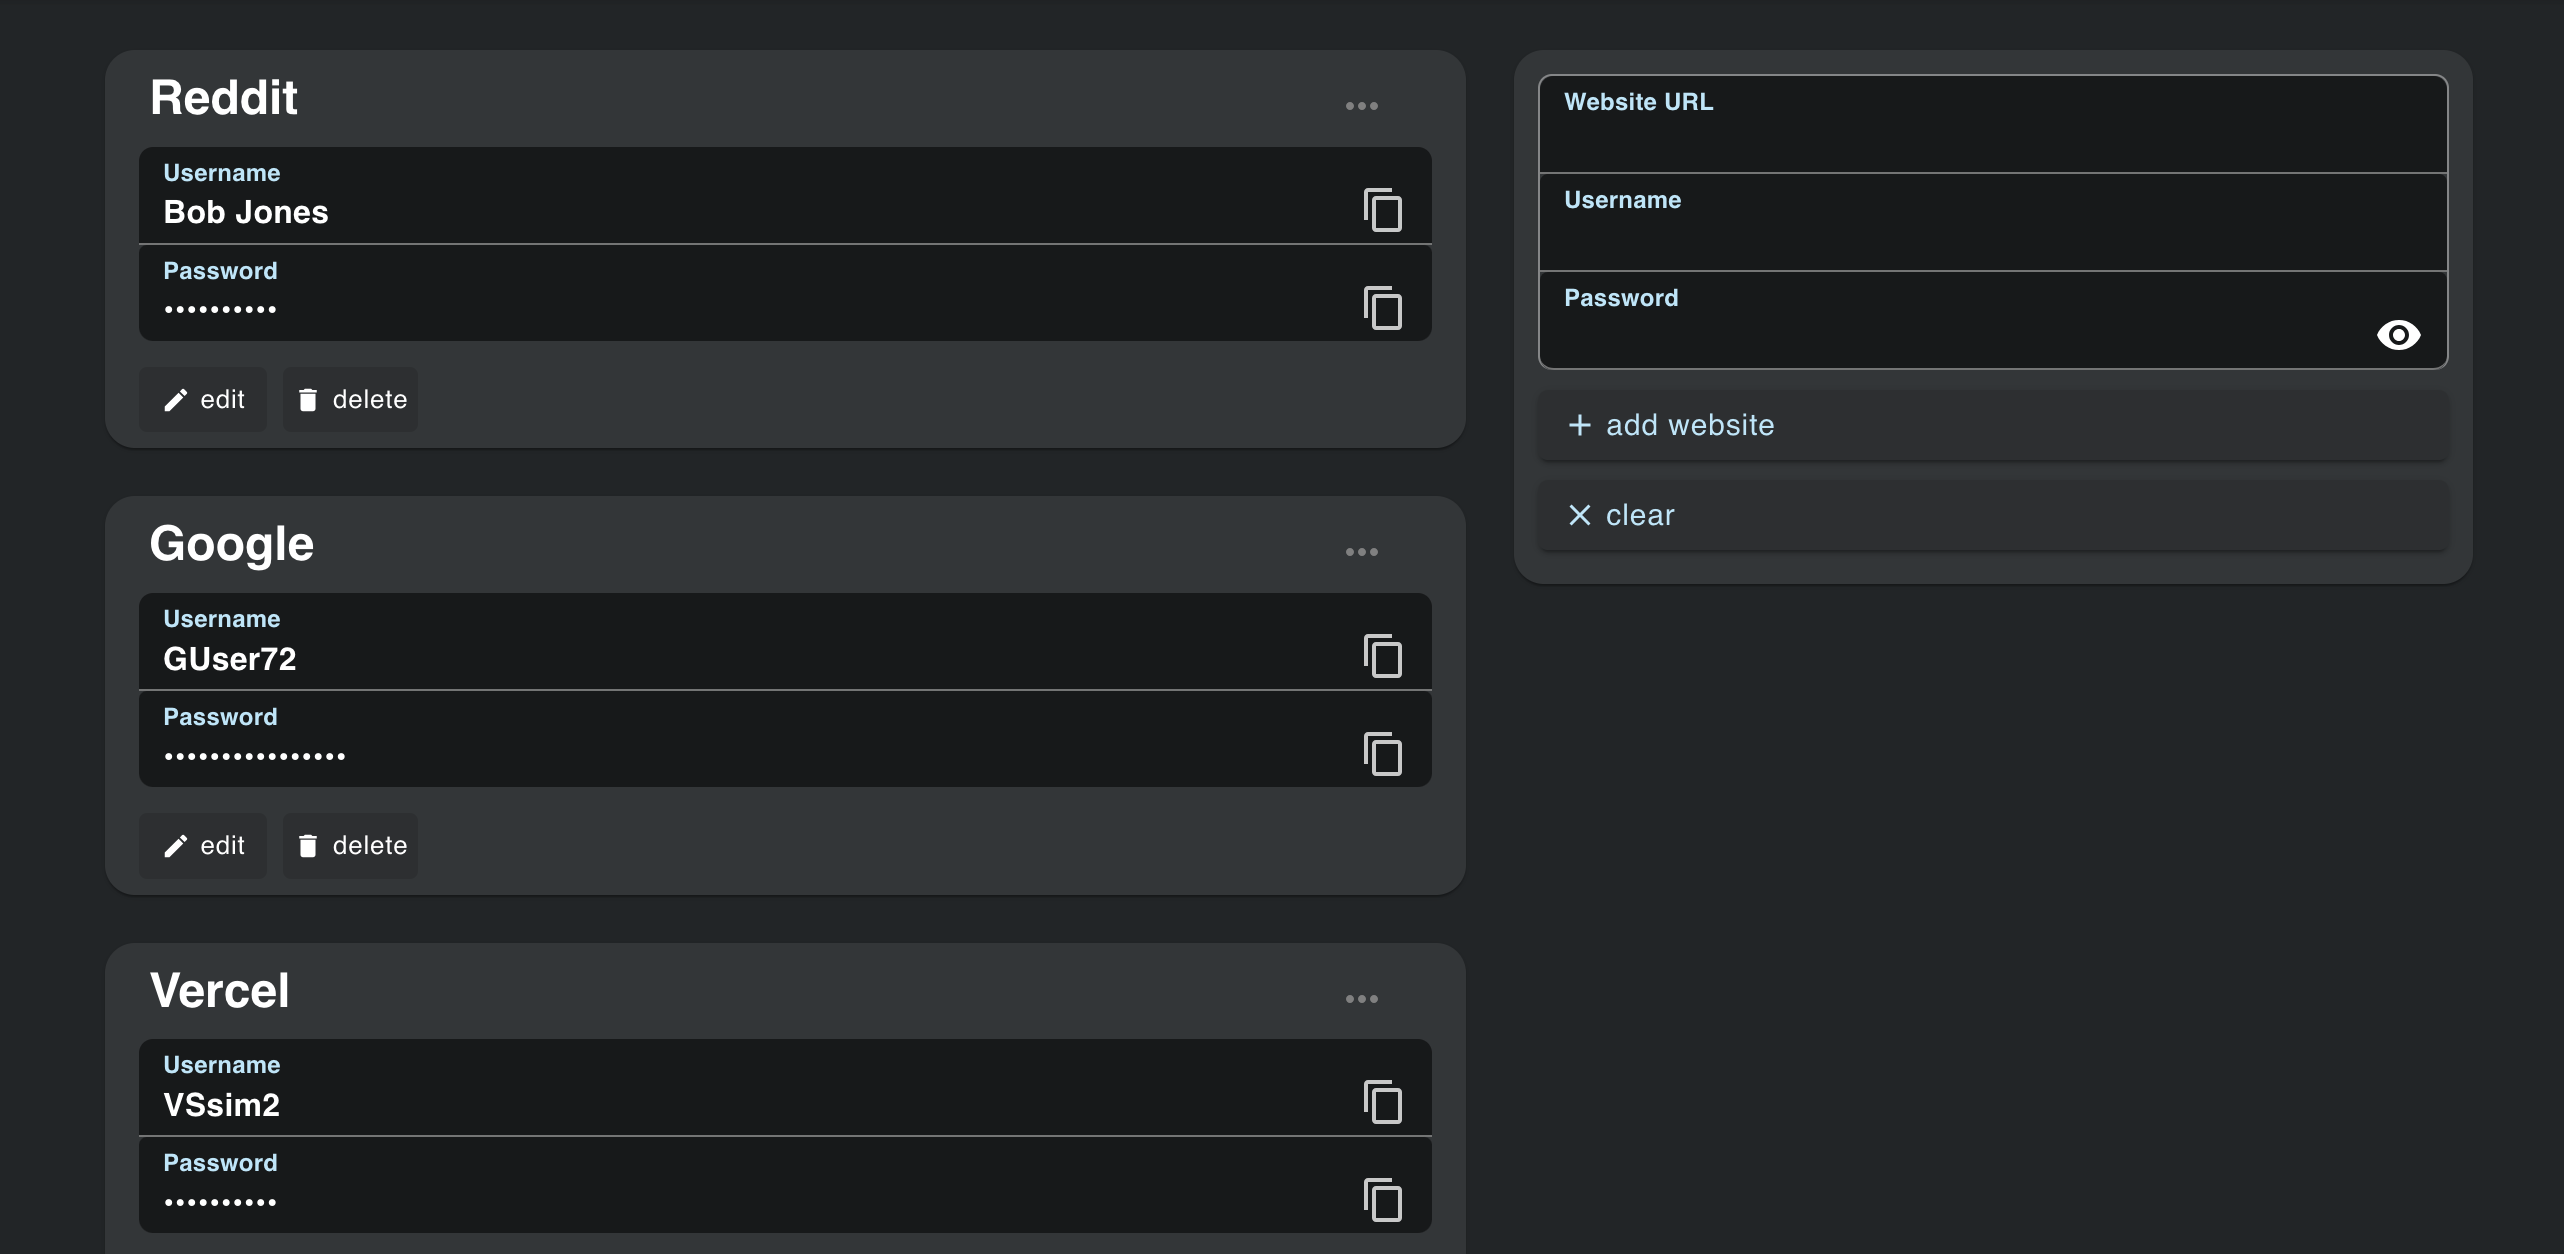 Reddit
Username
Bob Jones
Password
••••••••••
edit
delete
Google
Username
GUser72
Password
••••••••••••••••
edit
delete
Vercel
Username
VSsim2
Password
••••••••••
Website URL
Username
Password
add website
clear